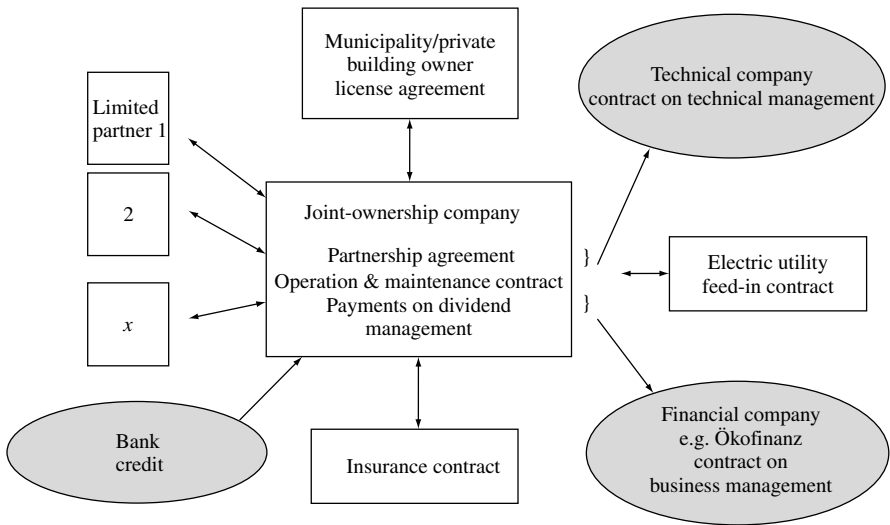 Municipality/private
building owner
license agreement
Technical company
contract on technical management
Limited
partner 1
2
x
Joint-ownership company
Partnership agreement
Operation & maintenance contract
Payments on dividend
management
}
}
Electric utility
feed-in contract
Bank
credit
Insurance contract
Financial company
e.g. Ökofinanz
contract on
business management